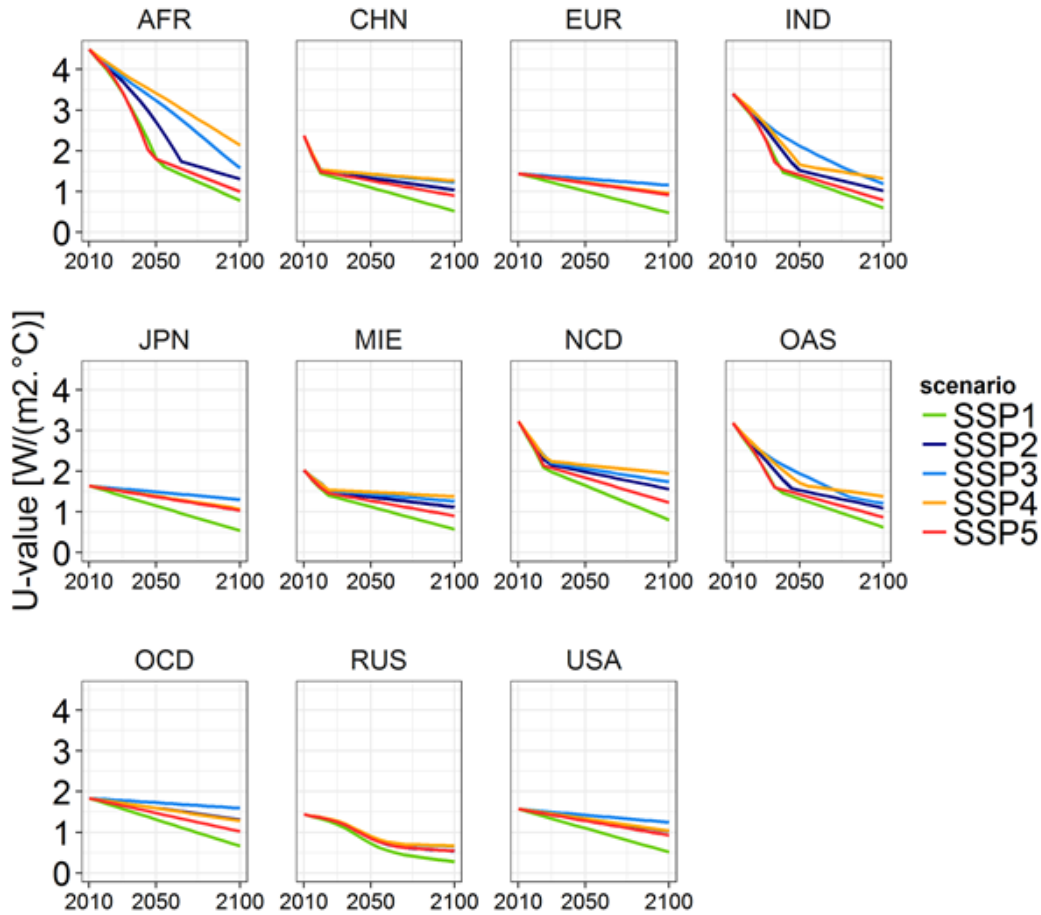 AFR CHN EUR IND
4
3
2
1
0
2010 2050 2100 2010 2050 2100 2010 2050 2100 2010 2050 2100
U-value [W/(m2.°C)]
JPN MIE NCD OAS
4
3
2
1
0
2010 2050 2100 2010 2050 2100 2010 2050 2100 2010 2050 2100
scenario
SSP1
SSP2
SSP3
SSP4
SSP5
OCD RUS USA
4
3
2
1
0
2010 2050 2100 2010 2050 2100 2010 2050 2100